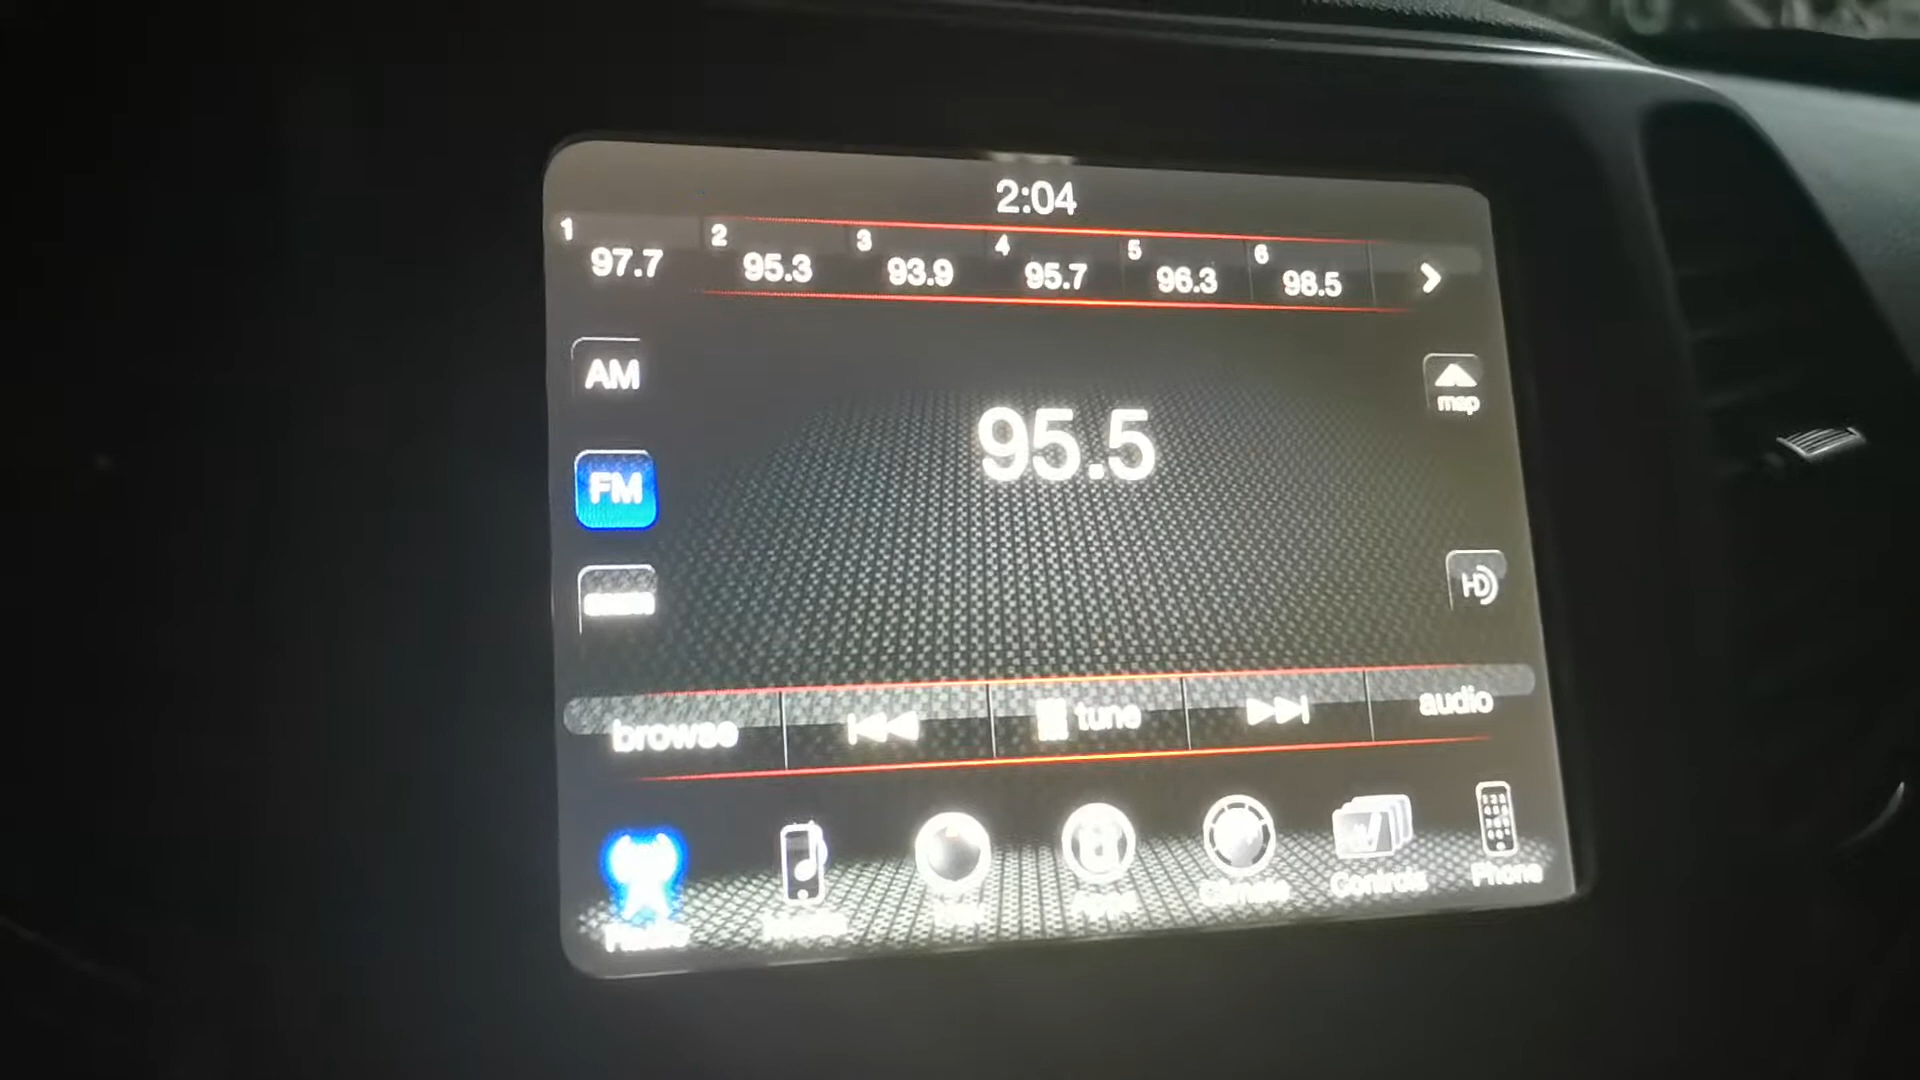 2:04
1 97.7 2 95.3 3 93.9 4 95.7 5 96.3 6 98.5
AM
95.5
map
FM
HD
browse tune audio
Climate Controls Phone